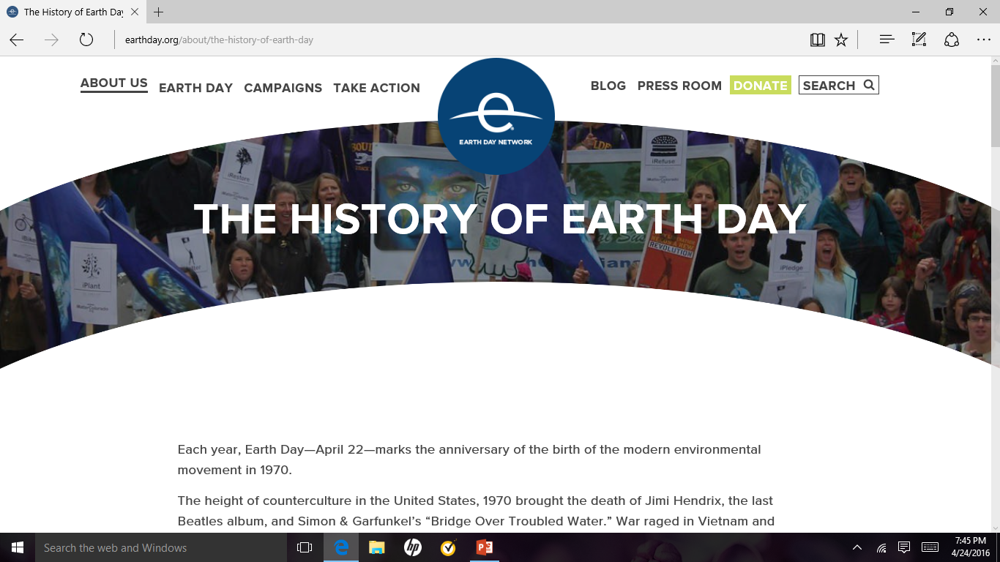 The History of Earth Day
earthday.org/about/the-history-of-earth-day
ABOUT US EARTH DAY CAMPAIGNS TAKE ACTION
BLOG PRESS ROOM DONATE SEARCH
e
EARTH DAY NETWORK
BOUL
iRestore
iRefuse
THE HISTORY OF EARTH DAY
REVOLUTION
iPlant
iPledge
Each year, Earth Day—April 22—marks the anniversary of the birth of the modern environmental
movement in 1970.
The height of counterculture in the United States, 1970 brought the death of Jimi Hendrix, the last
Beatles album, and Simon & Garfunkel’s “Bridge Over Troubled Water.” War raged in Vietnam and
Search the web and Windows
hp
7:45 PM
4/24/2016